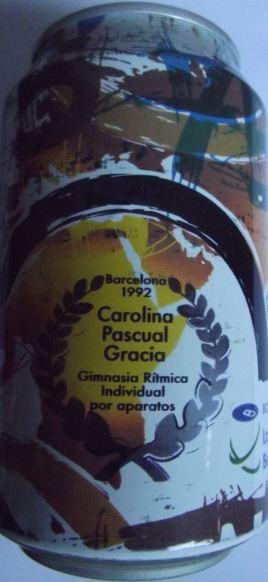 Barcelona
1992
Carolina
Pascual
Gracia
Gimnasia Rítmica
Individual
por aparatos